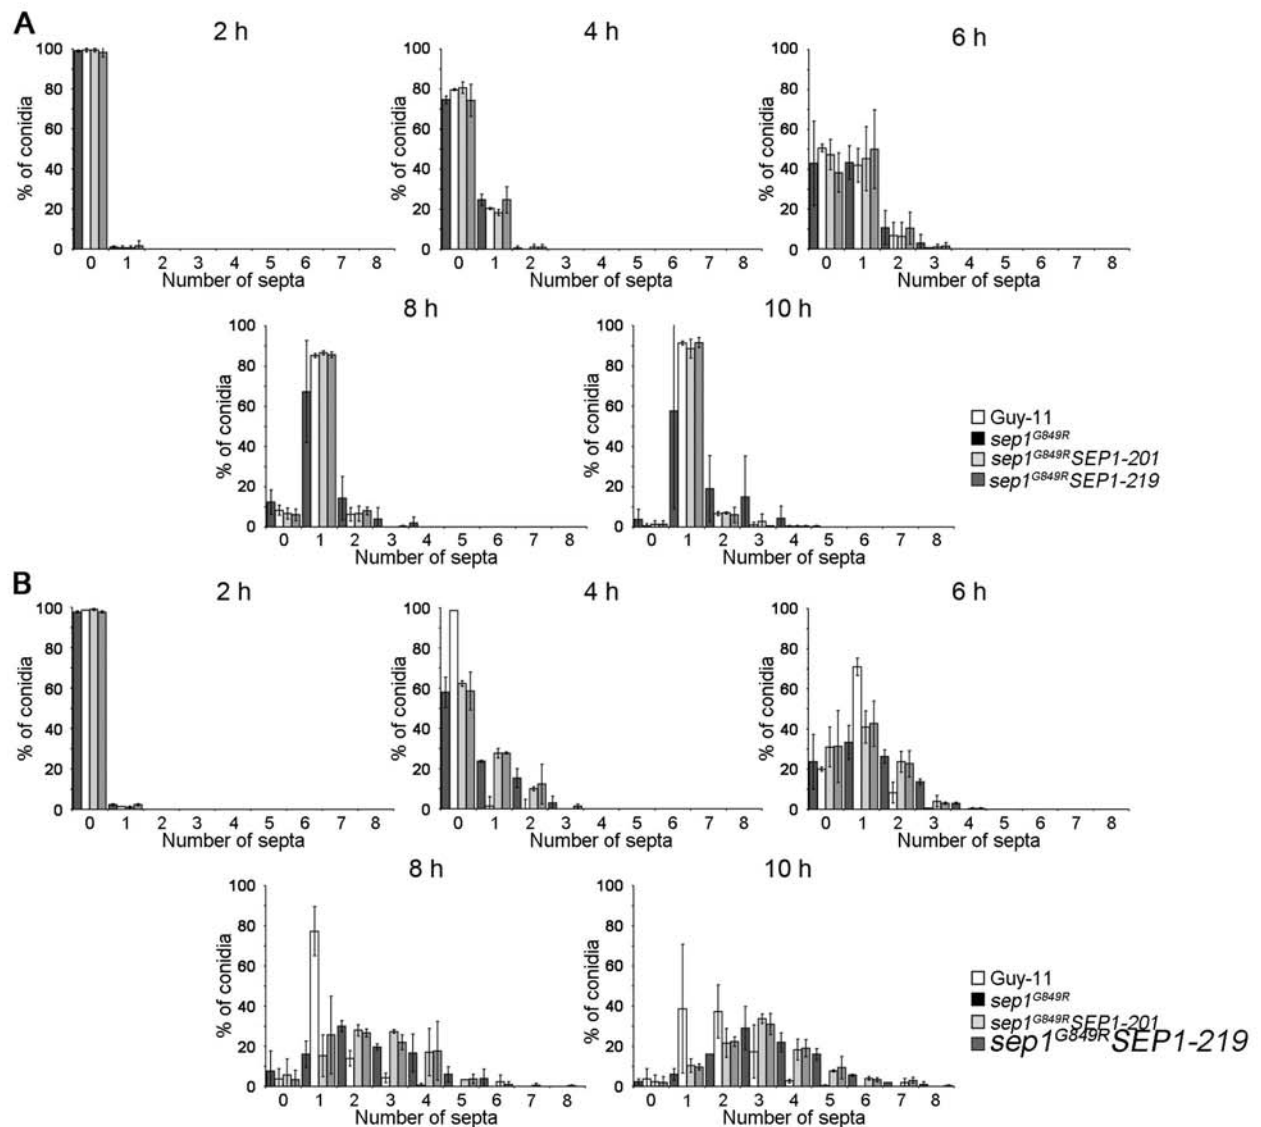 A
2 h
4 h
6 h
100 80 60 40 20 0
% of conidia
0 1 2 3 4 5 6 7 8
Number of septa
100 80 60 40 20 0
% of conidia
0 1 2 3 4 5 6 7 8
Number of septa
100 80 60 40 20 0
% of conidia
0 1 2 3 4 5 6 7 8
Number of septa
8 h
10 h
100 80 60 40 20 0
% of conidia
0 1 2 3 4 5 6 7 8
Number of septa
100 80 60 40 20 0
% of conidia
0 1 2 3 4 5 6 7 8
Number of septa
Guy-11
sep1G849R
sep1G849RSEP1-201
sep1G849RSEP1-219
B
2 h
4 h
6 h
100 80 60 40 20 0
% of conidia
0 1 2 3 4 5 6 7 8
Number of septa
100 80 60 40 20 0
% of conidia
0 1 2 3 4 5 6 7 8
Number of septa
100 80 60 40 20 0
% of conidia
0 1 2 3 4 5 6 7 8
Number of septa
8 h
10 h
100 80 60 40 20 0
% of conidia
0 1 2 3 4 5 6 7 8
Number of septa
100 80 60 40 20 0
% of conidia
0 1 2 3 4 5 6 7 8
Number of septa
Guy-11
sep1G849R
sep1G849RSEP1-201
sep1G849RSEP1-219